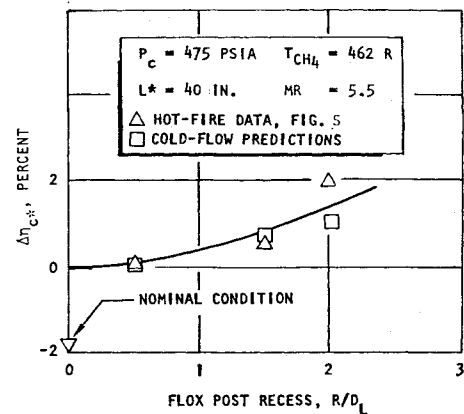 P_c = 475 PSIA T_CH4 = 462 R
L* = 40 IN. MR = 5.5
△ HOT-FIRE DATA, FIG. 5
□ COLD-FLOW PREDICTIONS
Δη_c*, PERCENT
2
0
NOMINAL CONDITION
-2
0 1 2 3
FLOX POST RECESS, R/D_L